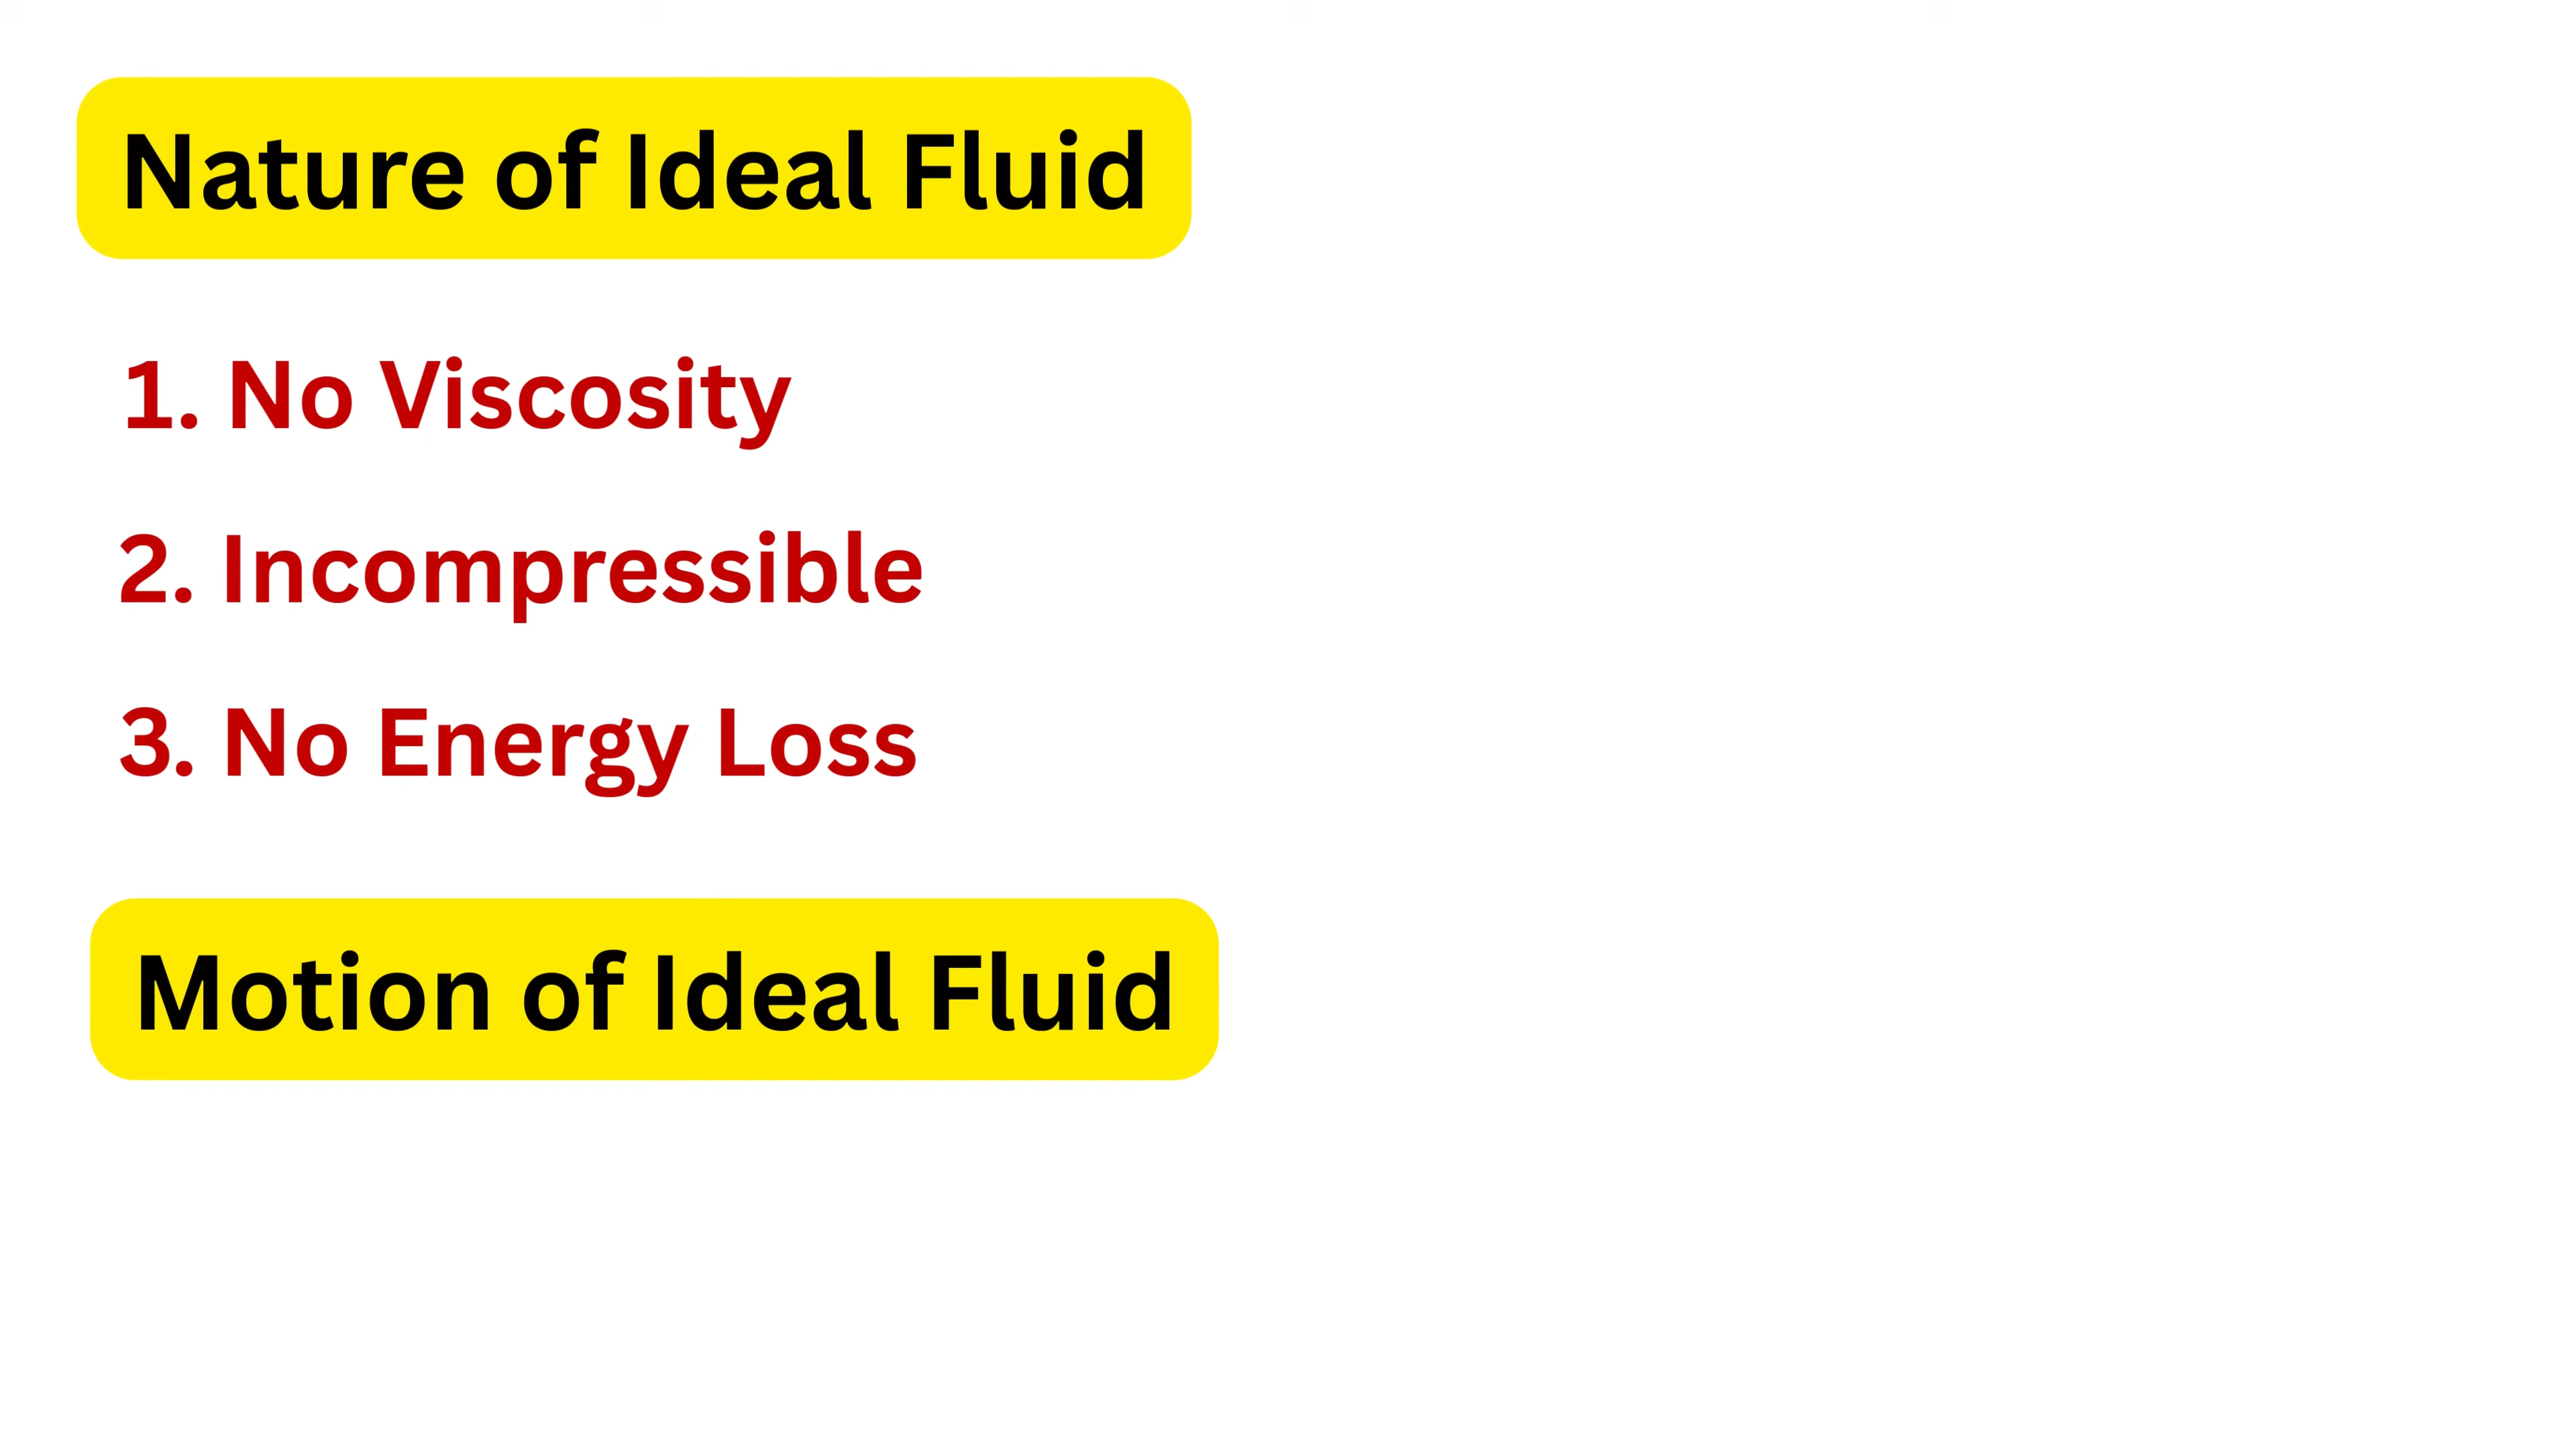 Nature of Ideal Fluid
1. No Viscosity
2. Incompressible
3. No Energy Loss
Motion of Ideal Fluid